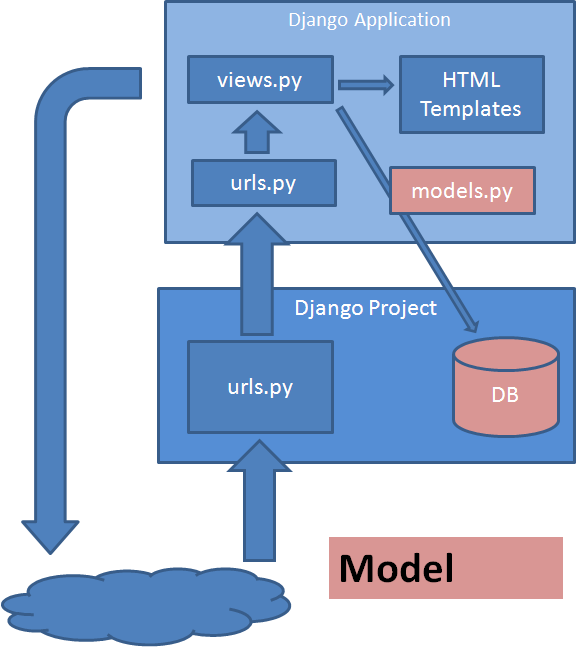 Django Application
views.py
HTML
Templates
urls.py
models.py
Django Project
urls.py
DB
Model